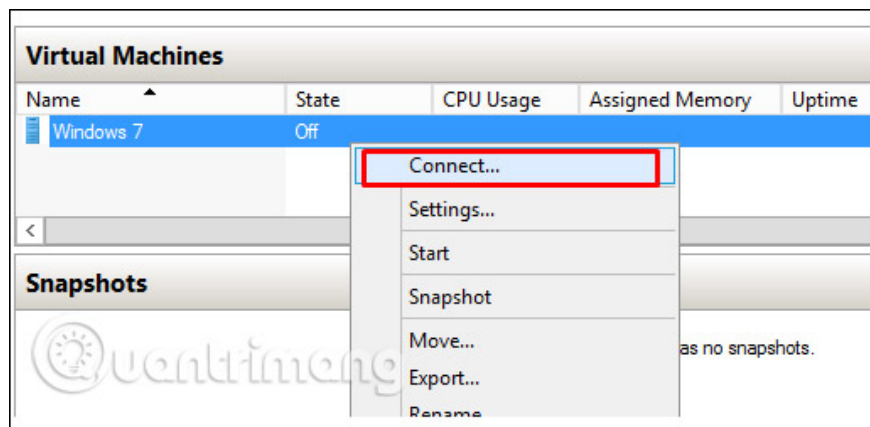 Virtual Machines
Name State CPU Usage Assigned Memory Uptime
Windows 7 Off
Connect...
Settings...
Start
Snapshots
Snapshot
Move...
as no snapshots.
Quantrimang
Export...
Rename